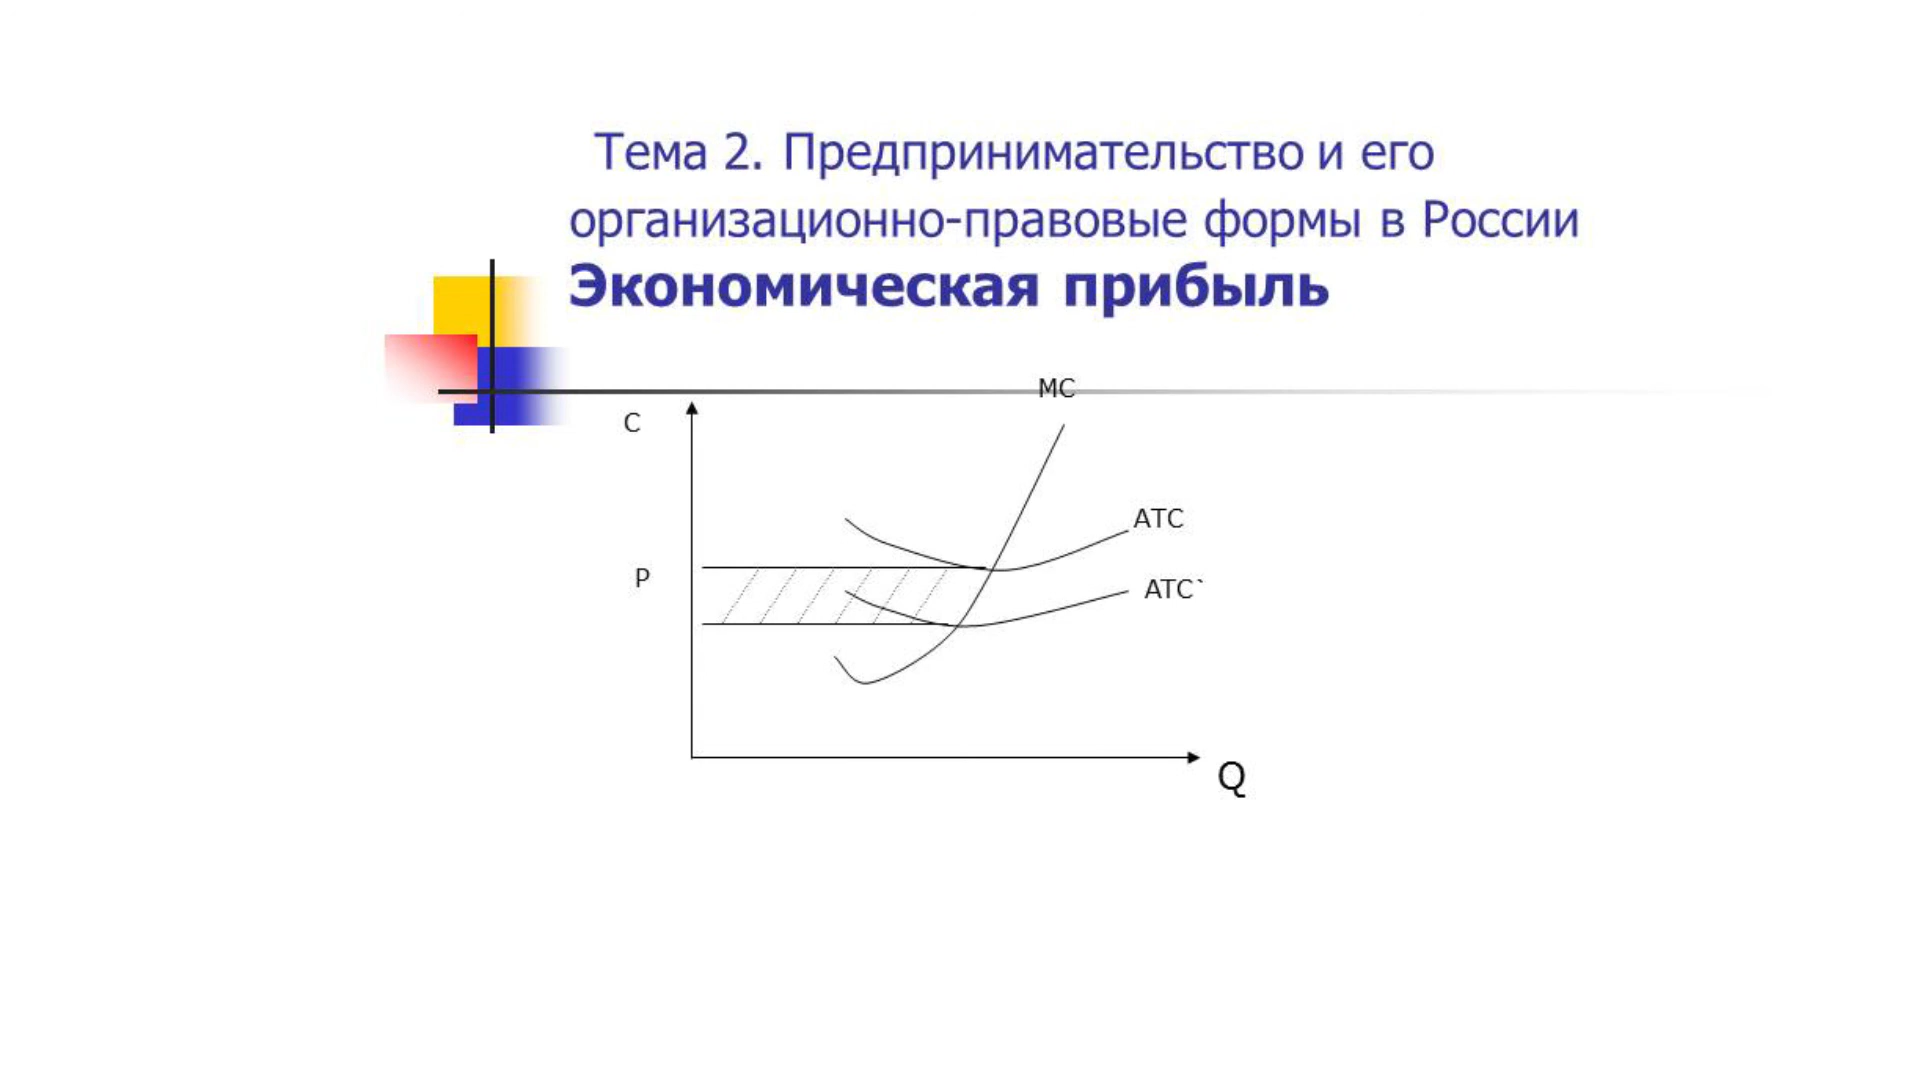 Тема 2. Предпринимательство и его
организационно-правовые формы в России
Экономическая прибыль
MC
C
ATC
P
ATC`
Q